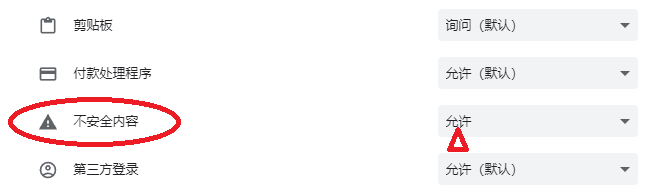 剪贴板 询问（默认）
付款处理程序 允许（默认）
不安全内容 允许
第三方登录 允许（默认）